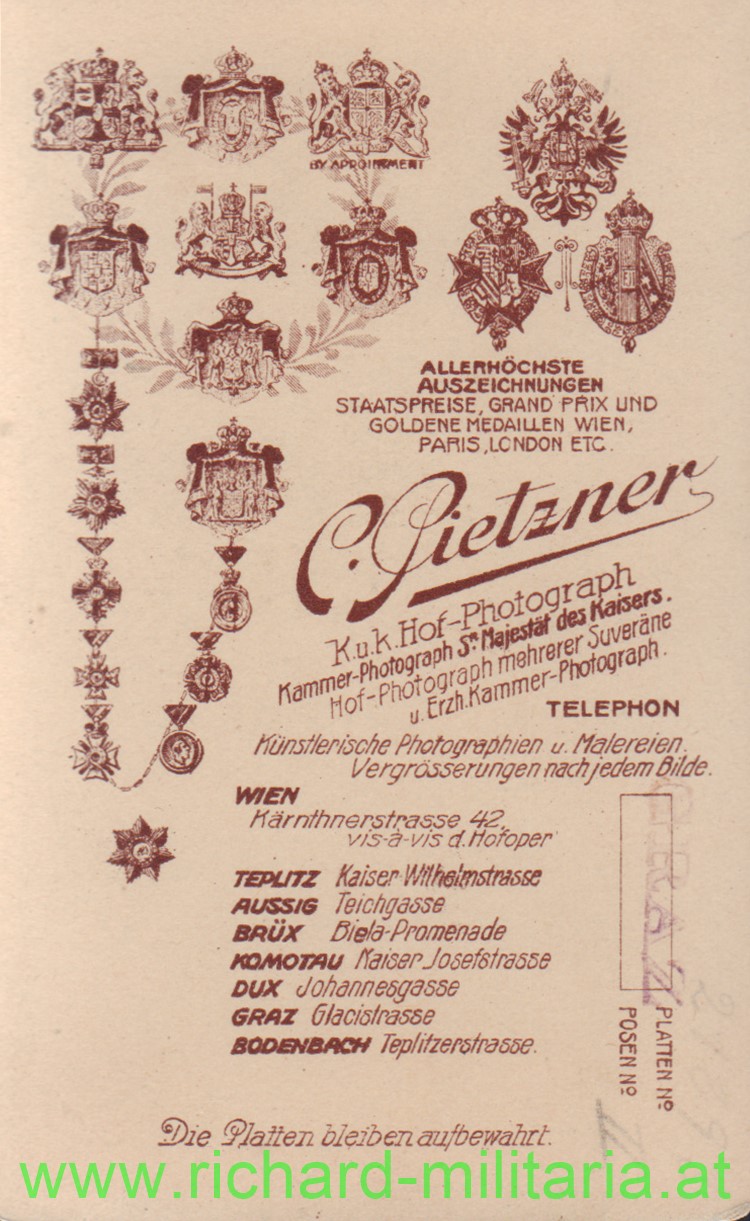 BY APPOINTMENT
ALLERHÖCHSTE
AUSZEICHNUNGEN
STAATSPREISE, GRAND PRIX UND
GOLDENE MEDAILLEN WIEN,
PARIS, LONDON ETC.
C. Pietzner
K.u.K. Hof-Photograph
Kammer-Photograph Sr. Majestät des Kaisers.
Hof-Photograph mehrerer Suveräne
u. Erzh. Kammer-Photograph.
TELEPHON
Künstlerische Photographien u. Malereien.
Vergrösserungen nach jedem Bilde.
WIEN
Kärnthnerstrasse 42,
vis-à-vis d. Hofoper
TEPLITZ Kaiser-Wilhelmstrasse
AUSSIG Teichgasse
BRÜX Biela-Promenade
KOMOTAU Kaiser Josefstrasse
DUX Johannesgasse
GRAZ Glacistrasse
BODENBACH Teplitzerstrasse.
GRAZ
PLATTEN No
POSEN No
Die Platten bleiben aufbewahrt.
www.richard-militaria.at